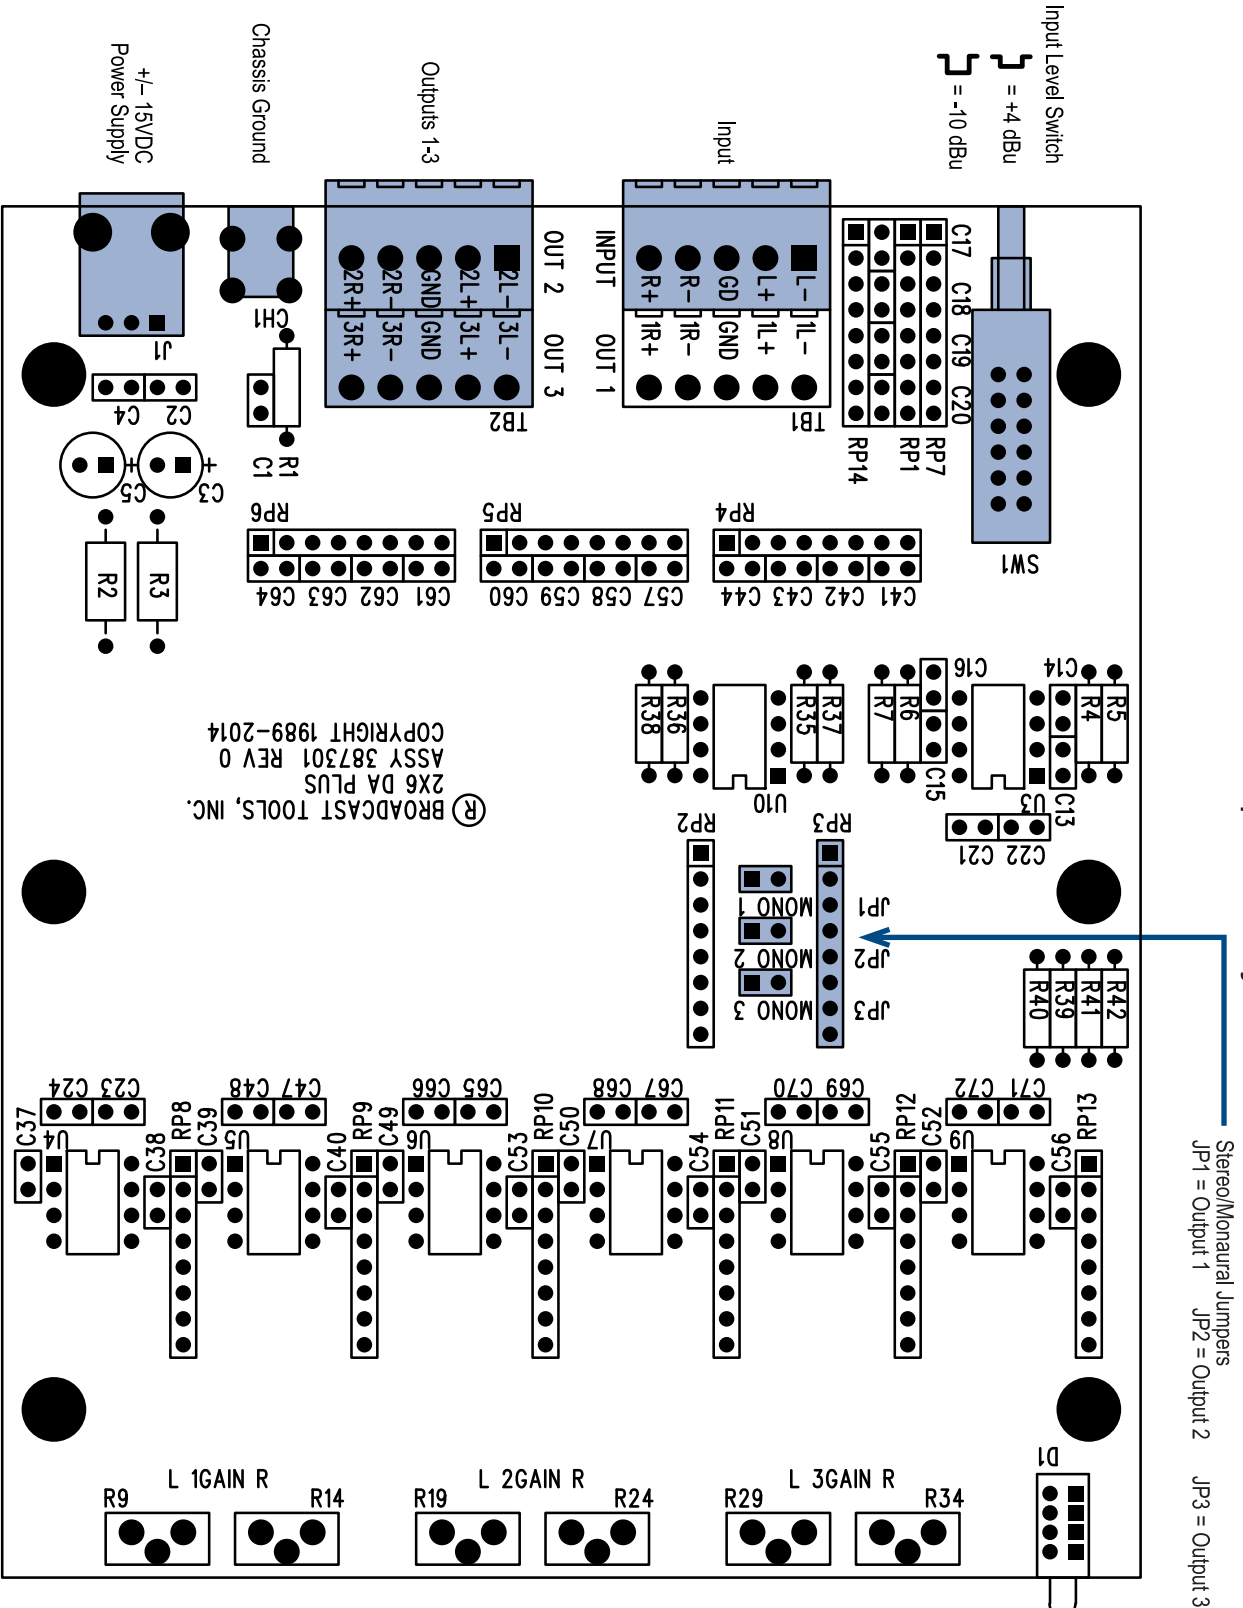 Input Level Switch
= +4 dBu
= -10 dBu
Input
Outputs 1-3
Chassis Ground
+/– 15VDC
Power Supply
C17 C18 C19 C20
RP7
RP1
RP14
SW1
INPUT
L- L+ GD R- R+
1L- 1L+ GND 1R- 1R+
OUT 1
TB1
OUT 2
2L- 2L+ GND 2R- 2R+
3L- 3L+ GND 3R- 3R+
OUT 3
TB2
CH1
R1
C1
J1
C4 C2
C5 + C3 +
R2 R3
RP6
C64 C63 C62 C61
RP5
C60 C59 C58 C57
RP4
C44 C43 C42 C41
R38 R36 R35 R37
U10
R7 R6 C16 C15
C14 R4 R5
U3 C13
C21 C22
® BROADCAST TOOLS, INC.
2X6 DA PLUS
ASSY 387301 REV 0
COPYRIGHT 1989-2014
RP2 RP3
MONO 1 JP1
MONO 2 JP2
MONO 3 JP3
R40 R39 R41 R42
Stereo/Monaural Jumpers
JP1 = Output 1 JP2 = Output 2 JP3 = Output 3
C24 C23 C48 C47 C66 C65 C68 C67 C70 C69 C72 C71
C37 U4 C38 RP8 C39 U5 C40 RP9 C49 U6 C53 RP10 C50 U7 C54 RP11 C51 U8 C55 RP12 C52 U9 C56 RP13
L 1GAIN R L 2GAIN R L 3GAIN R
R9 R14 R19 R24 R29 R34
D1